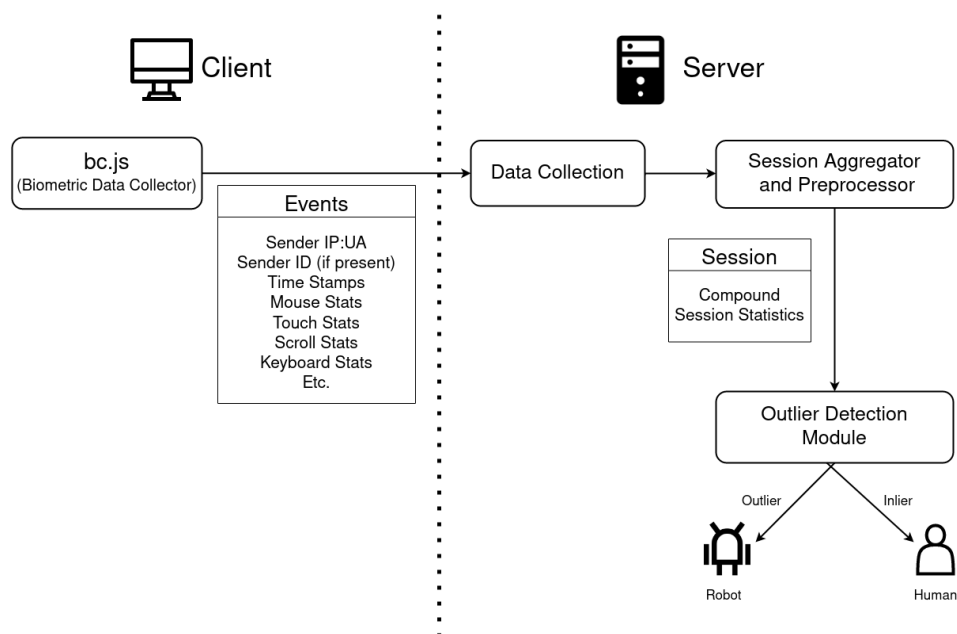 Client
Server
bc.js
(Biometric Data Collector)
Data Collection
Session Aggregator
and Preprocessor
Events
Sender IP:UA
Sender ID (if present)
Time Stamps
Mouse Stats
Touch Stats
Scroll Stats
Keyboard Stats
Etc.
Session
Compound
Session Statistics
Outlier Detection
Module
Outlier
Inlier
Robot
Human